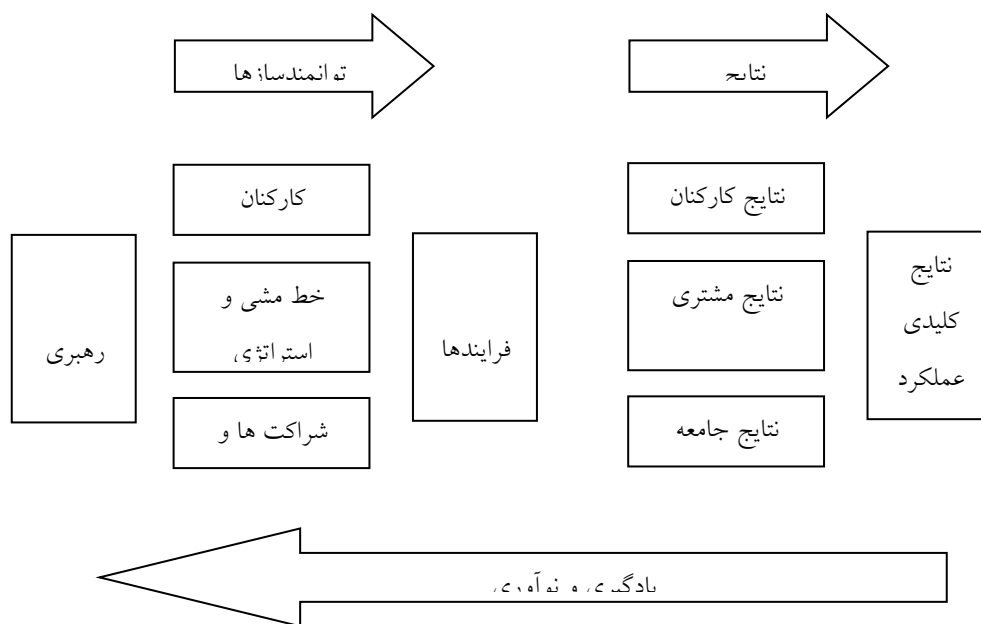 توانمندسازها
نتایج
کارکنان
نتایج کارکنان
رهبری
خط مشی و
استراتژی
فرایندها
نتایج مشتری
نتایج
کلیدی
عملکرد
شراکت ها و
نتایج جامعه
یادگیری و نوآوری